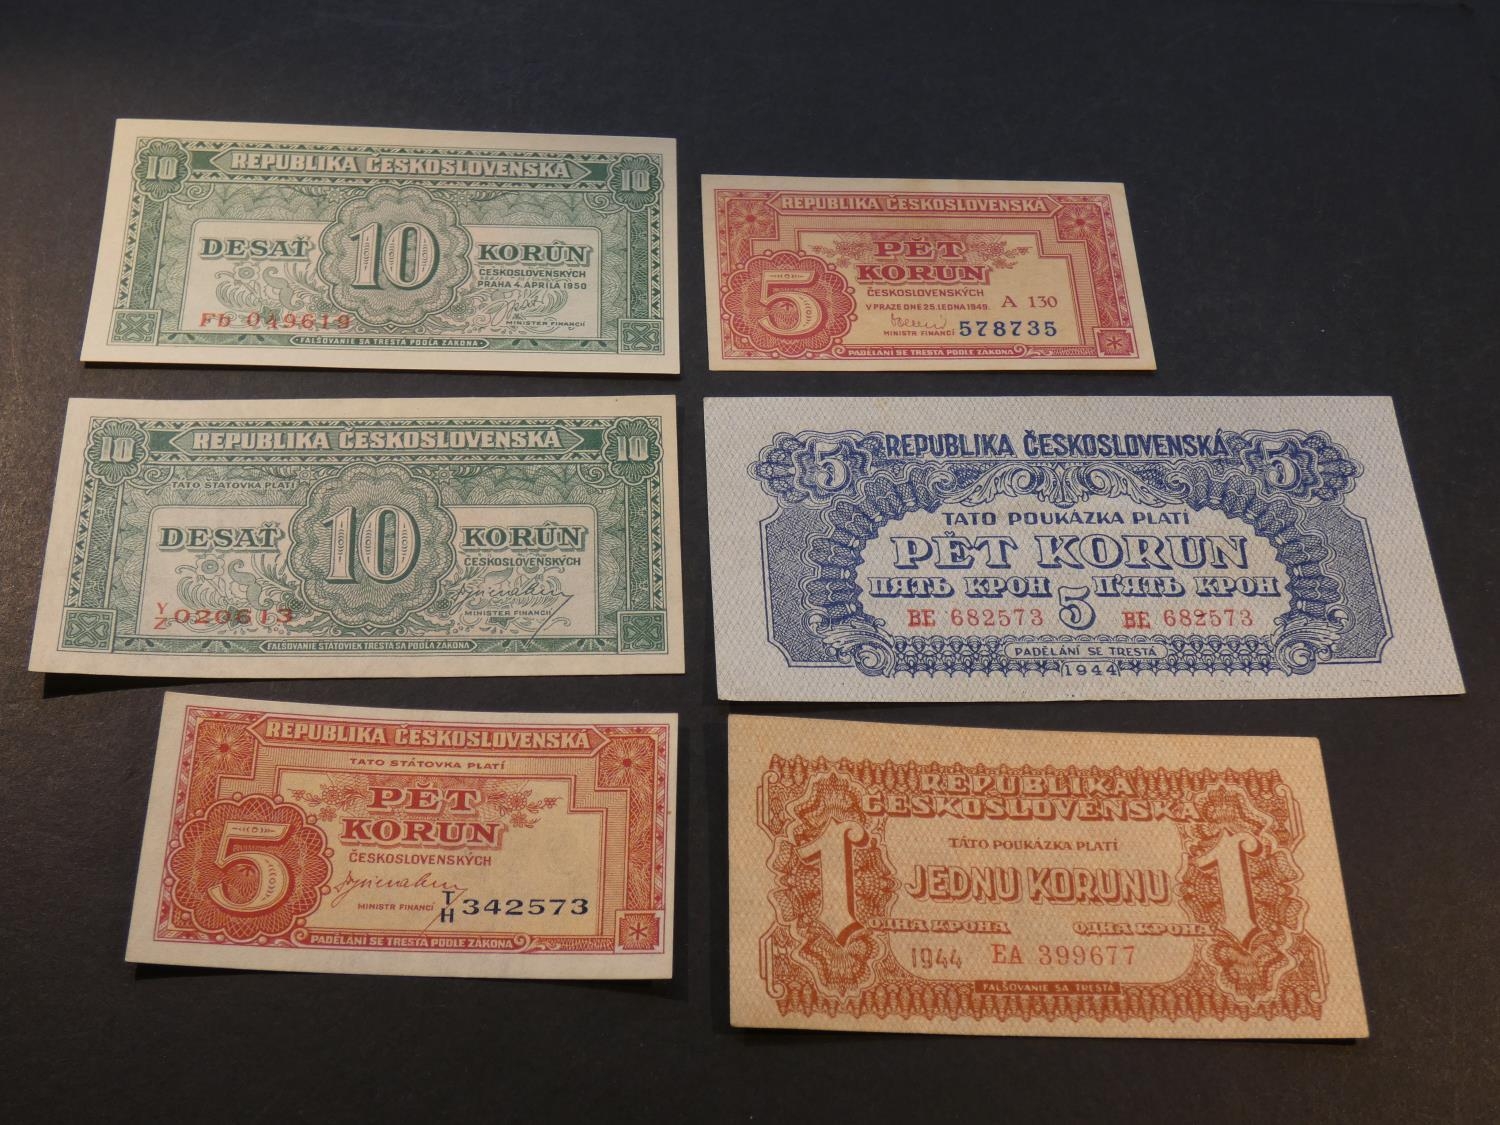 10 REPUBLIKA ČESKOSLOVENSKÁ 10
DESAŤ 10 KORÚN
ČESKOSLOVENSKÝCH
PRAHA 4. APRÍLA 1950
Fb 049619
MINISTER FINANCIÍ
FALŠOVANIE SA TRESTÁ PODĽA ZÁKONA
REPUBLIKA ČESKOSLOVENSKÁ
PĚT
KORUN
5
ČESKOSLOVENSKÝCH
V PRAZE DNE 25. LEDNA 1949. A 130
MINISTR FINANCÍ 578735
PADĚLÁNÍ SE TRESTÁ PODLE ZÁKONA
10 REPUBLIKA ČESKOSLOVENSKÁ 10
TÁTO ŠTÁTOVKA PLATÍ
DESAŤ 10 KORÚN
ČESKOSLOVENSKÝCH
Y/Z 020613
MINISTER FINANCIÍ
FALŠOVANIE ŠTÁTOVIEK TRESTÁ SA PODĽA ZÁKONA
5 REPUBLIKA ČESKOSLOVENSKÁ 5
TATO POUKÁZKA PLATÍ
PĚT KORUN
ПЯТЬ КРОН 5 П'ЯТЬ КРОН
BE 682573 BE 682573
PADĚLÁNÍ SE TRESTÁ
1944
REPUBLIKA ČESKOSLOVENSKÁ
TATO STÁTOVKA PLATÍ
PĚT
KORUN
5
ČESKOSLOVENSKÝCH
MINISTR FINANCÍ T/H 342573
PADĚLÁNÍ SE TRESTÁ PODLE ZÁKONA
REPUBLIKA
ČESKOSLOVENSKÁ
TÁTO POUKÁZKA PLATÍ
1 JEDNU KORUNU 1
ОДНА КРОНА ОДНА КРОНА
1944 EA 399677
FALŠOVANIE SA TRESTÁ